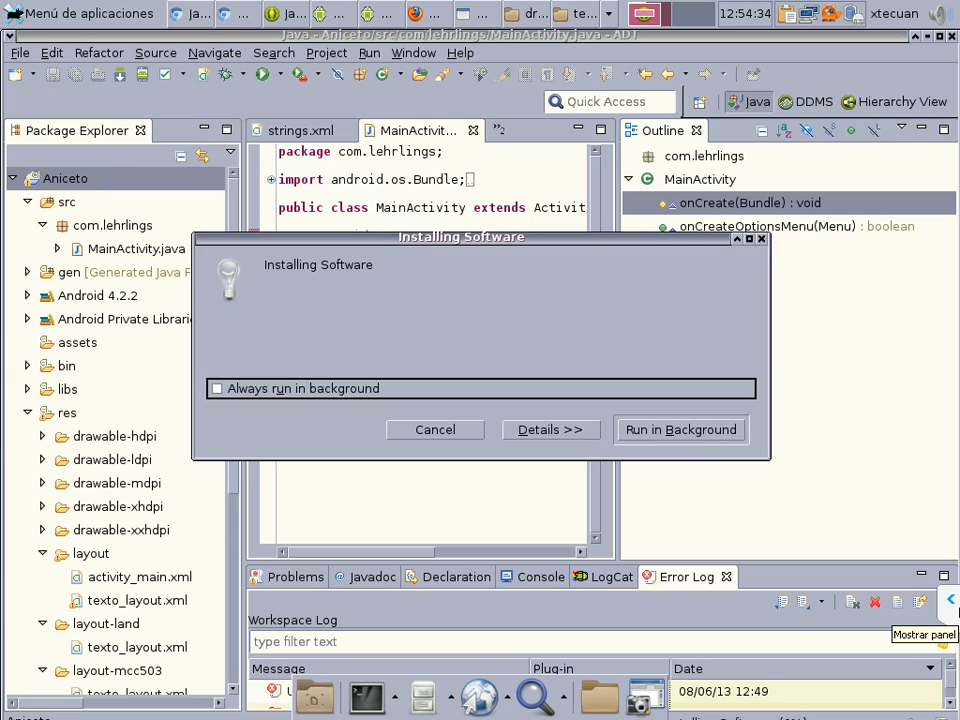 Menú de aplicaciones
Ja...
...
Ja...
...
...
...
...
dr...
te...
12:54:34
xtecuan
Java - Aniceto/src/com/lehrlings/MainActivity.java - ADT
File Edit Refactor Source Navigate Search Project Run Window Help
Quick Access
Java
DDMS
Hierarchy View
Package Explorer
Aniceto
src
com.lehrlings
MainActivity.java
gen [Generated Java F
Android 4.2.2
Android Private Librari
assets
bin
libs
res
drawable-hdpi
drawable-ldpi
drawable-mdpi
drawable-xhdpi
drawable-xxhdpi
layout
activity_main.xml
texto_layout.xml
layout-land
texto_layout.xml
layout-mcc503
texto_layout.xml
strings.xml
MainActivit...
»2
package com.lehrlings;
import android.os.Bundle;
public class MainActivity extends Activit
Outline
com.lehrlings
MainActivity
onCreate(Bundle) : void
onCreateOptionsMenu(Menu) : boolean
Installing Software
Installing Software
Always run in background
Cancel
Details >>
Run in Background
Problems
@ Javadoc
Declaration
Console
LogCat
Error Log
Workspace Log
type filter text
Mostrar panel
Message
Plug-in
Date
08/06/13 12:49
Aniceto